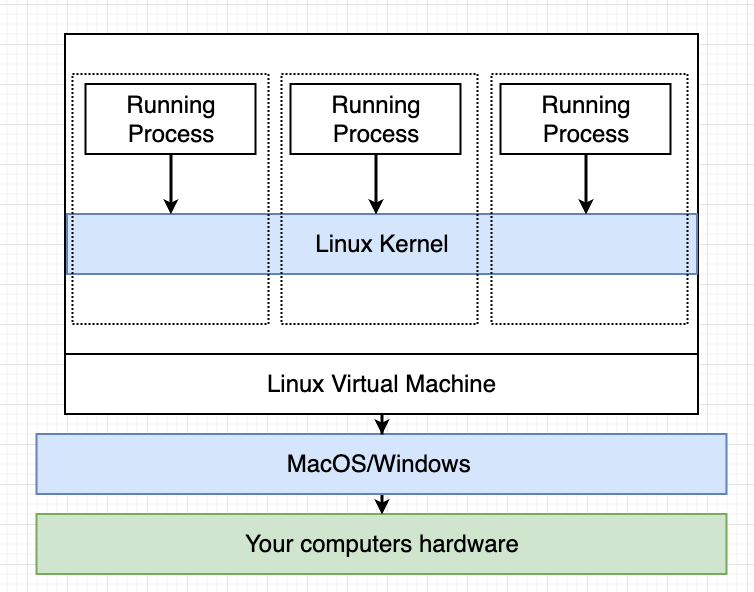 Running
Process
Running
Process
Running
Process
Linux Kernel
Linux Virtual Machine
MacOS/Windows
Your computers hardware